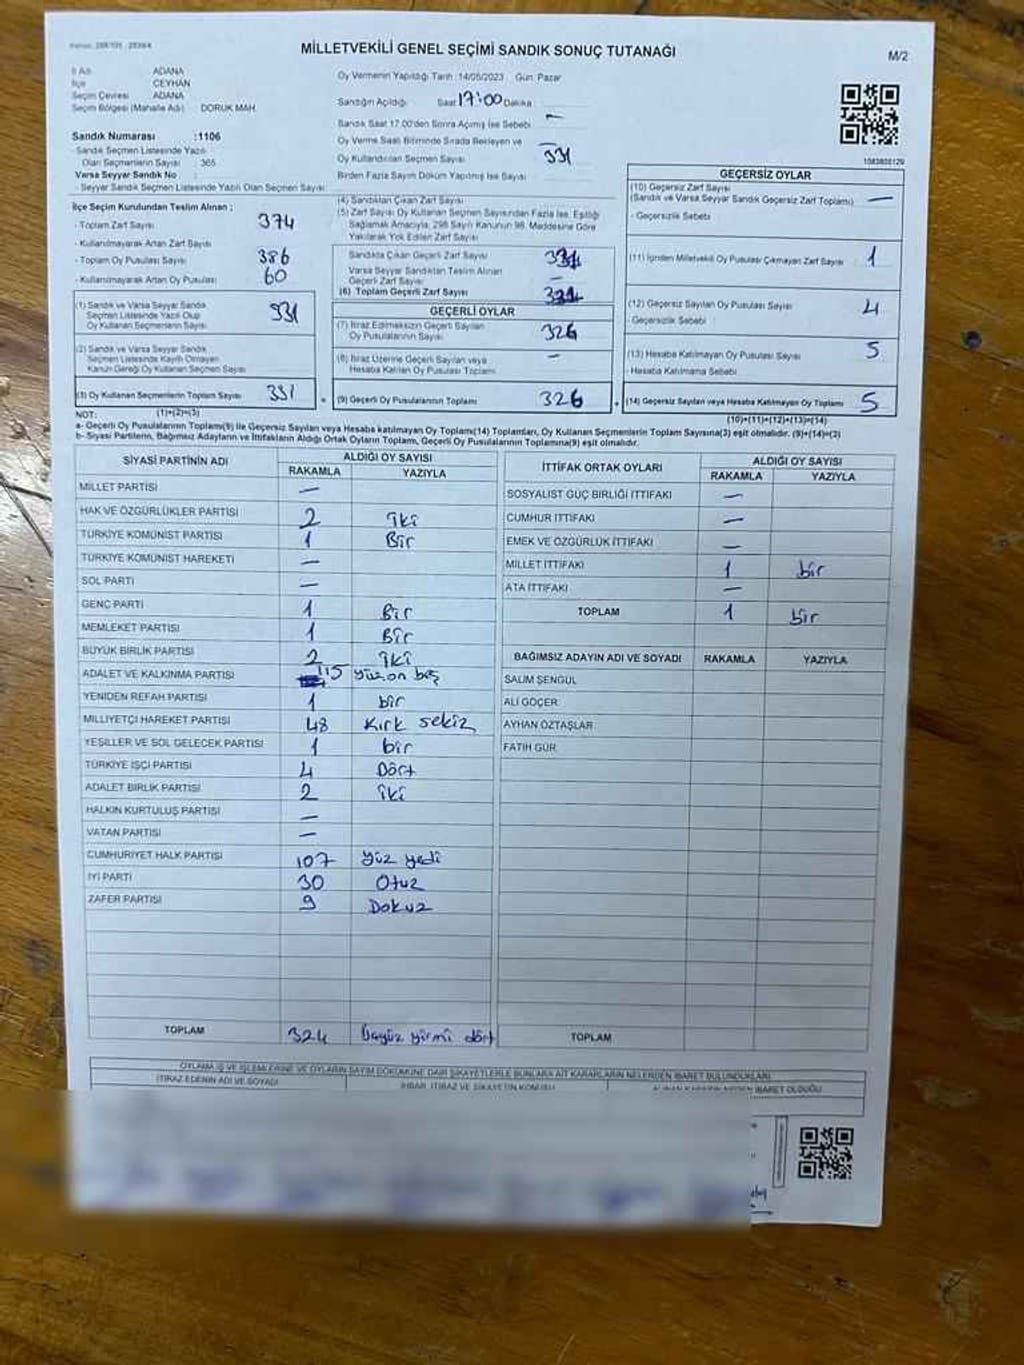 MİLLETVEKİLİ GENEL SEÇİMİ SANDIK SONUÇ TUTANAĞI
M/2
İl Adı ADANA
İlçe CEYHAN
Seçim Çevresi ADANA
Seçim Bölgesi (Mahalle Adı) DORUK MAH.
Sandık Numarası :1106
- Sandık Seçmen Listesinde Yazılı
Olan Seçmenlerin Sayısı : 365
Varsa Seyyar Sandık No :
- Seyyar Sandık Seçmen Listesinde Yazılı Olan Seçmen Sayısı
Oy Vermenin Yapıldığı Tarih :14/05/2023 Gün: Pazar
Sandığın Açıldığı Saat 17:00 Dakika
Sandık Saat 17.00'den Sonra Açılmış İse Sebebi —
Oy Verme Saati Bitiminde Sırada Bekleyen ve —
Oy Kullandırılan Seçmen Sayısı 331
Birden Fazla Sayım Döküm Yapılmış İse Sayısı
1083808129
İlçe Seçim Kurulundan Teslim Alınan ;
- Toplam Zarf Sayısı 374
- Kullanılmayarak Artan Zarf Sayısı
- Toplam Oy Pusulası Sayısı 386
- Kullanılmayarak Artan Oy Pusulası 60
(1) Sandık ve Varsa Seyyar Sandık
Seçmen Listesinde Yazılı Olup
Oy Kullanan Seçmenlerin Sayısı 331
(2) Sandık ve Varsa Seyyar Sandık
Seçmen Listesinde Kayıtlı Olmayan
Kanun Gereği Oy Kullanan Seçmen Sayısı
(3) Oy Kullanan Seçmenlerin Toplam Sayısı 331
(4) Sandıktan Çıkan Zarf Sayısı
(5) Zarf Sayısı Oy Kullanan Seçmen Sayısından Fazla İse, Eşitliği
Sağlamak Amacıyla; 298 Sayılı Kanunun 98. Maddesine Göre
Yakılarak Yok Edilen Zarf Sayısı
Sandıkta Çıkan Geçerli Zarf Sayısı 331
Varsa Seyyar Sandıktan Teslim Alınan
Geçerli Zarf Sayısı —
(6) Toplam Geçerli Zarf Sayısı
GEÇERLİ OYLAR
(7) İtiraz Edilmeksizin Geçerli Sayılan
Oy Pusulalarının Sayısı 326
(8) İtiraz Üzerine Geçerli Sayılan veya
Hesaba Katılan Oy Pusulası Toplamı —
(9) Geçerli Oy Pusulalarının Toplamı 326
GEÇERSİZ OYLAR
(10) Geçersiz Zarf Sayısı
(Sandık ve Varsa Seyyar Sandık Geçersiz Zarf Toplamı) —
- Geçersizlik Sebebi
(11) İçinden Milletvekili Oy Pusulası Çıkmayan Zarf Sayısı 1
(12) Geçersiz Sayılan Oy Pusulası Sayısı 4
- Geçersizlik Sebebi :
(13) Hesaba Katılmayan Oy Pusulası Sayısı 5
- Hesaba Katılmama Sebebi
(14) Geçersiz Sayılan veya Hesaba Katılmayan Oy Toplamı 5
NOT: (1)+(2)=(3) (10)+(11)+(12)+(13)=(14)
a- Geçerli Oy Pusulalarının Toplamı(9) ile Geçersiz Sayılan veya Hesaba katılmayan Oy Toplamı(14) Toplamları, Oy Kullanan Seçmenlerin Toplam Sayısına(3) eşit olmalıdır. (9)+(14)=(3)
b- Siyasi Partilerin, Bağımsız Adayların ve İttifakların Aldığı Ortak Oyların Toplamı, Geçerli Oy Pusulalarının Toplamına(9) eşit olmalıdır.
SİYASİ PARTİNİN ADI ALDIĞI OY SAYISI
RAKAMLA YAZIYLA
MİLLET PARTİSİ —
HAK VE ÖZGÜRLÜKLER PARTİSİ 2 iki
TÜRKİYE KOMÜNİST PARTİSİ 1 Bir
TÜRKİYE KOMÜNİST HAREKETİ —
SOL PARTİ —
GENÇ PARTİ 1 Bir
MEMLEKET PARTİSİ 1 Bir
BÜYÜK BİRLİK PARTİSİ 2 iki
ADALET VE KALKINMA PARTİSİ 115 yüzon beş
YENİDEN REFAH PARTİSİ 1 bir
MİLLİYETÇİ HAREKET PARTİSİ 48 Kırk sekiz
YEŞİLLER VE SOL GELECEK PARTİSİ 1 bir
TÜRKİYE İŞÇİ PARTİSİ 4 Dört
ADALET BİRLİK PARTİSİ 2 iki
HALKIN KURTULUŞ PARTİSİ —
VATAN PARTİSİ —
CUMHURİYET HALK PARTİSİ 107 yüz yedi
İYİ PARTİ 30 Otuz
ZAFER PARTİSİ 9 Dokuz
TOPLAM 324 Üçyüz yirmi dört
İTTİFAK ORTAK OYLARI ALDIĞI OY SAYISI
RAKAMLA YAZIYLA
SOSYALİST GÜÇ BİRLİĞİ İTTİFAKI —
CUMHUR İTTİFAKI —
EMEK VE ÖZGÜRLÜK İTTİFAKI —
MİLLET İTTİFAKI 1 bir
ATA İTTİFAKI —
TOPLAM 1 bir
BAĞIMSIZ ADAYIN ADI VE SOYADI RAKAMLA YAZIYLA
SALİM ŞENGÜL
ALİ GÖÇER
AYHAN ÖZTAŞLAR
FATİH GÜR
TOPLAM
OYLAMA İŞ VE İŞLEMLERİNE VE OYLARIN SAYIM DÖKÜMÜNE DAİR ŞİKAYETLERLE BUNLARA AİT KARARLARIN NELERDEN İBARET BULUNDUKLARI
İTİRAZ EDENİN ADI VE SOYADI İHBAR, İTİRAZ VE ŞİKAYETİN KONUSU